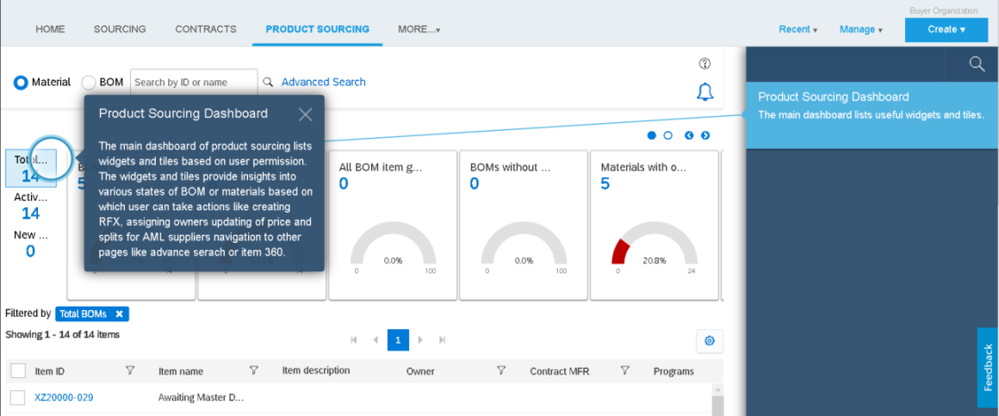 Buyer Organization
HOME SOURCING CONTRACTS PRODUCT SOURCING MORE... Recent Manage Create
Material BOM Search by ID or name Advanced Search
Product Sourcing Dashboard
The main dashboard lists useful widgets and tiles.
Product Sourcing Dashboard
The main dashboard of product sourcing lists
widgets and tiles based on user permission.
The widgets and tiles provide insights into
various states of BOM or materials based on
which user can take actions like creating
RFX, assigning owners updating of price and
splits for AML suppliers navigation to other
pages like advance serach or item 360.
Total...
14
Activ...
14
New ...
0
5
All BOM item g...
0
0.0%
0 100
BOMs without ...
0
0.0%
0 100
Materials with o...
5
20.8%
0 24
Filtered by Total BOMs
Showing 1 - 14 of 14 items
1
Item ID Item name Item description Owner Contract MFR Programs
XZ20000-029 Awaiting Master D...
Feedback